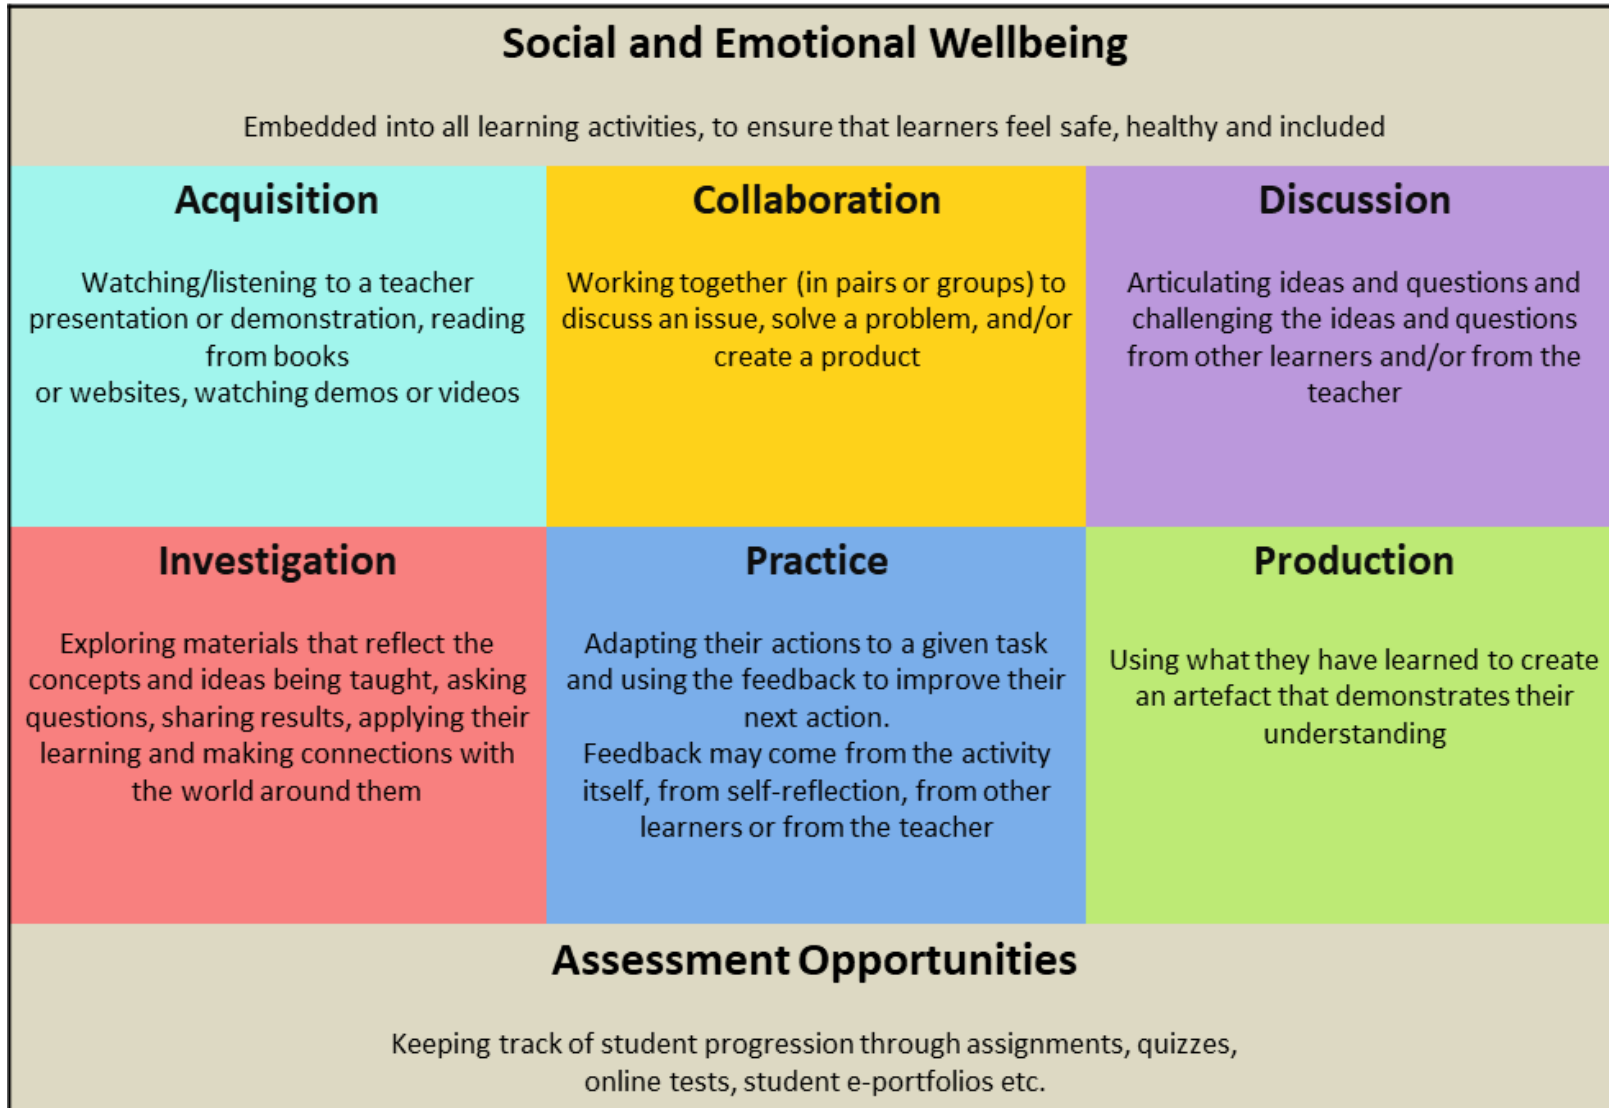 Social and Emotional Wellbeing
Embedded into all learning activities, to ensure that learners feel safe, healthy and included
Acquisition
Watching/listening to a teacher
presentation or demonstration, reading
from books
or websites, watching demos or videos
Collaboration
Working together (in pairs or groups) to
discuss an issue, solve a problem, and/or
create a product
Discussion
Articulating ideas and questions and
challenging the ideas and questions
from other learners and/or from the
teacher
Investigation
Exploring materials that reflect the
concepts and ideas being taught, asking
questions, sharing results, applying their
learning and making connections with
the world around them
Practice
Adapting their actions to a given task
and using the feedback to improve their
next action.
Feedback may come from the activity
itself, from self-reflection, from other
learners or from the teacher
Production
Using what they have learned to create
an artefact that demonstrates their
understanding
Assessment Opportunities
Keeping track of student progression through assignments, quizzes,
online tests, student e-portfolios etc.